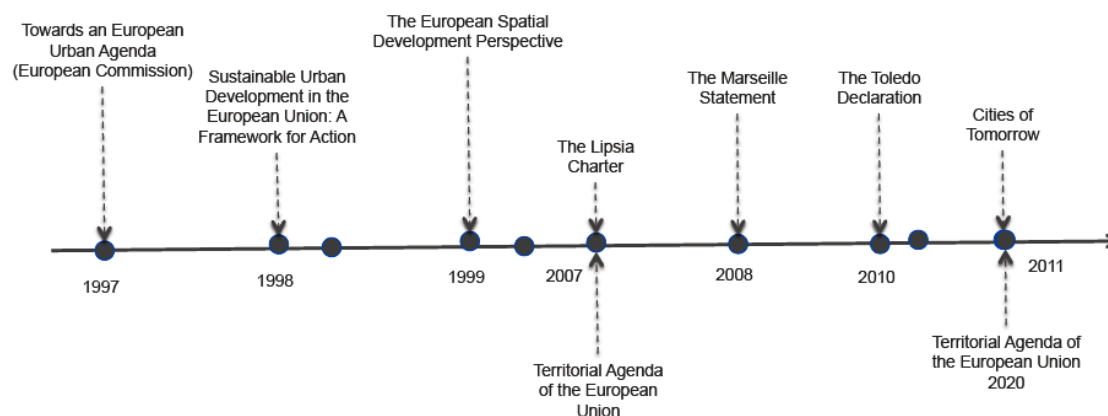 Towards an European
Urban Agenda
(European Commission)
Sustainable Urban
Development in the
European Union: A
Framework for Action
The European Spatial
Development Perspective
The Lipsia
Charter
The Marseille
Statement
The Toledo
Declaration
Cities of
Tomorrow
1997
1998
1999
2007
2008
2010
2011
Territorial Agenda
of the European
Union
Territorial Agenda of
the European Union
2020